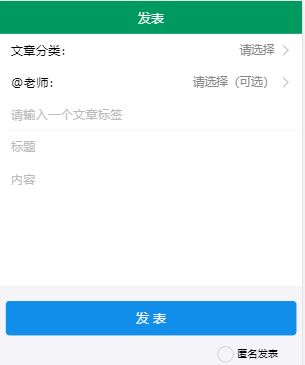 发表
文章分类： 请选择
@老师： 请选择（可选）
请输入一个文章标签
标题
内容
发 表
匿名发表